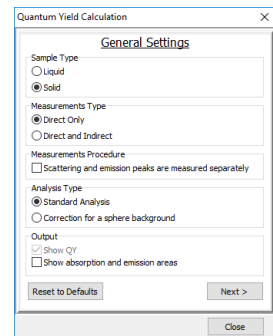 Quantum Yield Calculation
General Settings
Sample Type
Liquid
Solid
Measurements Type
Direct Only
Direct and Indirect
Measurements Procedure
Scattering and emission peaks are measured separately
Analysis Type
Standard Analysis
Correction for a sphere background
Output
Show QY
Show absorption and emission areas
Reset to Defaults Next >
Close